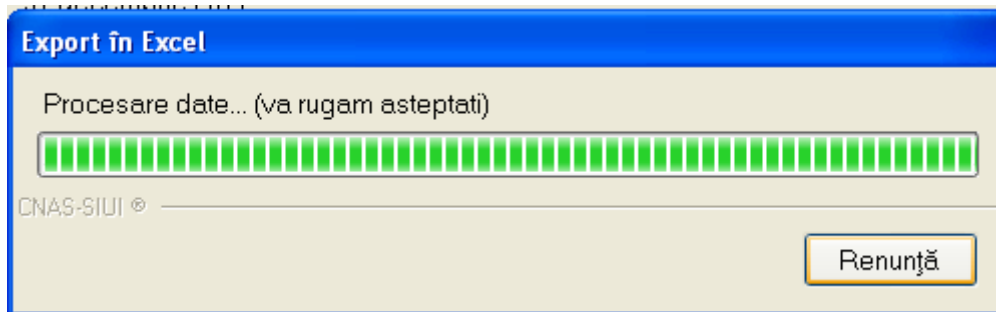 Export în Excel
Procesare date... (va rugam asteptati)
CNAS-SIUI ®
Renunţă